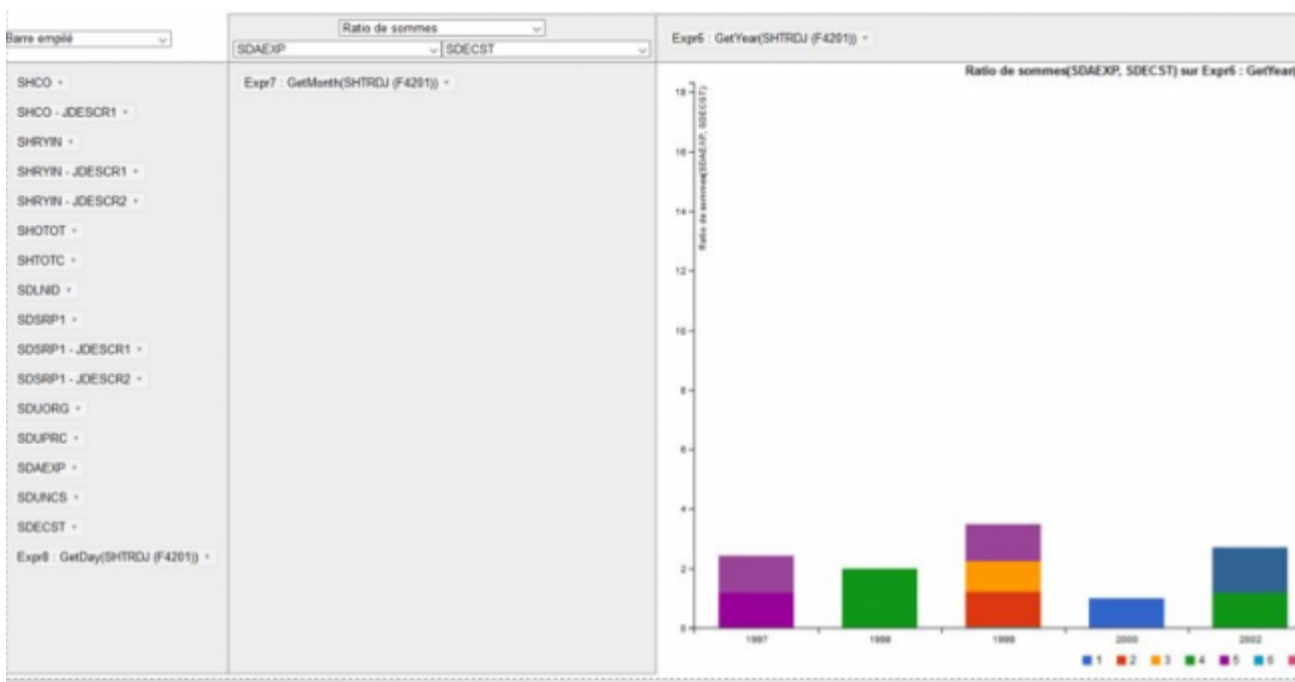 Barre empilé
Ratio de sommes
SDAEXP SDECST
Expr6 : GetYear(SHTRDJ (F4201))
SHCO
SHCO - JDESCR1
SHRYIN
SHRYIN - JDESCR1
SHRYIN - JDESCR2
SHOTOT
SHTOTC
SDLNID
SDSRP1
SDSRP1 - JDESCR1
SDSRP1 - JDESCR2
SDUORG
SDUPRC
SDAEXP
SDUNCS
SDECST
Expr8 : GetDay(SHTRDJ (F4201))
Expr7 : GetMonth(SHTRDJ (F4201))
Ratio de sommes(SDAEXP, SDECST) sur Expr6 : GetYear(
Ratio de sommes(SDAEXP, SDECST)
18
16
14
12
10
8
6
4
2
0
1997 1998 1999 2000 2002
1 2 3 4 5 6